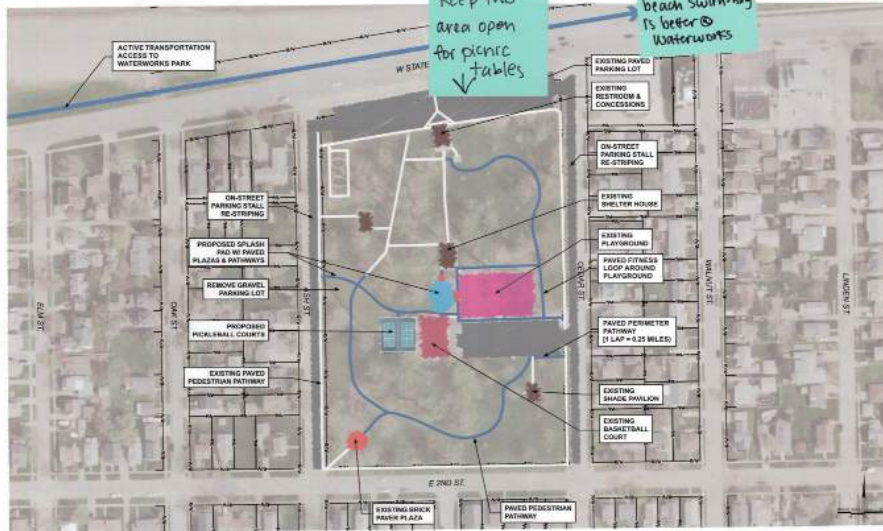 area open
for picnic
tables
is better @
Waterworks
ACTIVE TRANSPORTATION
ACCESS TO
WATERWORKS PARK
W STATE
EXISTING PAVED
PARKING LOT
EXISTING
RESTROOM &
CONCESSIONS
ON-STREET
PARKING STALL
RE-STRIPING
ON-STREET
PARKING STALL
RE-STRIPING
EXISTING
SHELTER HOUSE
PROPOSED SPLASH
PAD W/ PAVED
PLAZAS & PATHWAYS
EXISTING
PLAYGROUND
REMOVE GRAVEL
PARKING LOT
PAVED FITNESS
LOOP AROUND
PLAYGROUND
ELM ST.
OAK ST.
ASH ST.
CEDAR ST.
WALNUT ST.
LINDEN ST.
PROPOSED
PICKLEBALL COURTS
PAVED PERIMETER
PATHWAY
[1 LAP = 0.25 MILES)
EXISTING PAVED
PEDESTRIAN PATHWAY
EXISTING
SHADE PAVILION
EXISTING
BASKETBALL
COURT
E 2ND ST.
EXISTING BRICK
PAVER PLAZA
PAVED PEDESTRIAN
PATHWAY